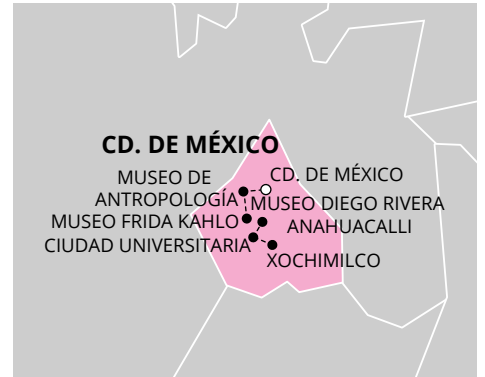 CD. DE MÉXICO
MUSEO DE
ANTROPOLOGÍA
CD. DE MÉXICO
MUSEO DIEGO RIVERA
ANAHUACALLI
MUSEO FRIDA KAHLO
CIUDAD UNIVERSITARIA
XOCHIMILCO